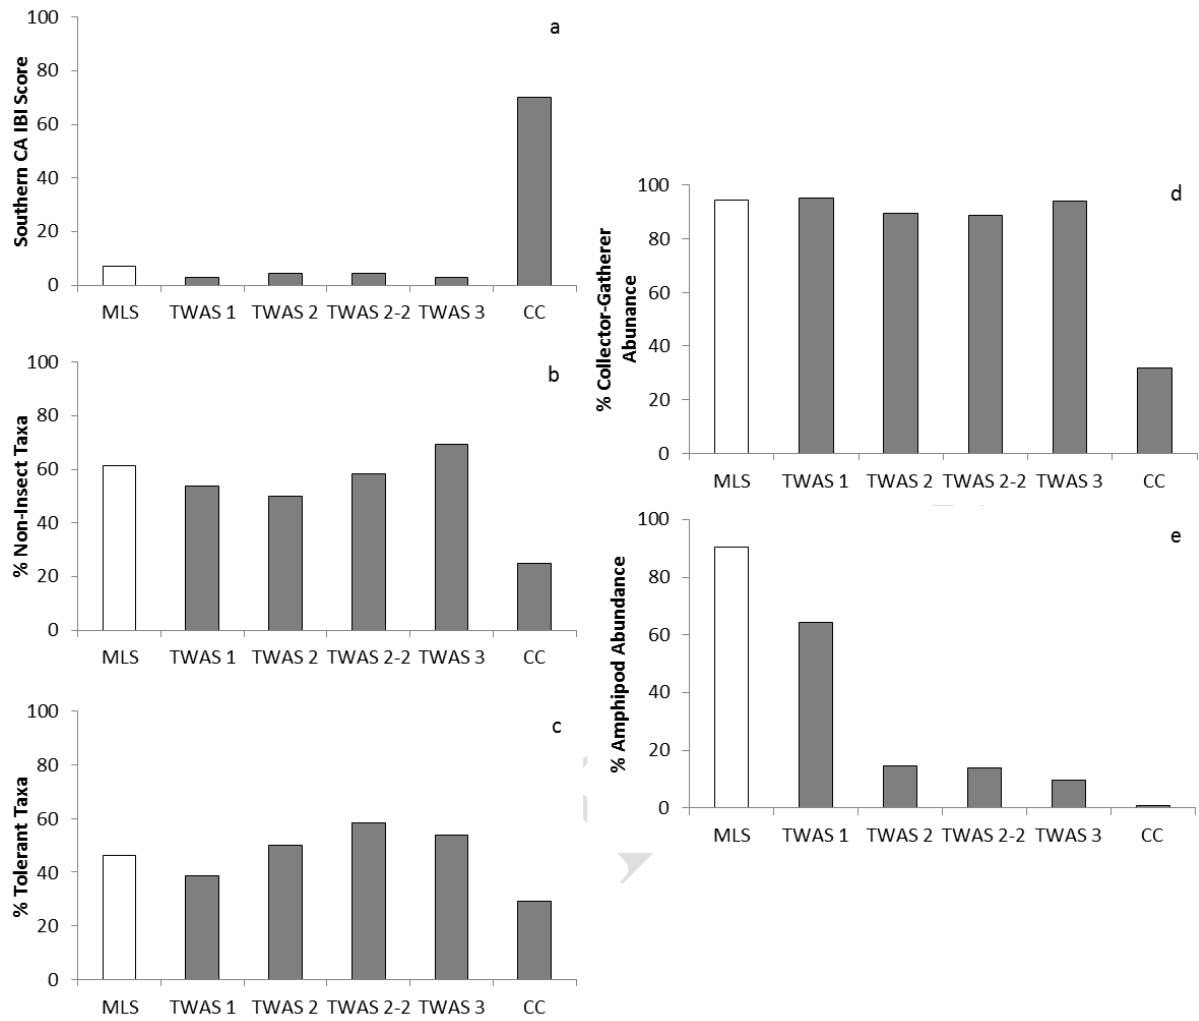 a
Southern CA IBI Score
100
80
60
40
20
0
MLS TWAS 1 TWAS 2 TWAS 2-2 TWAS 3 CC
b
% Non-Insect Taxa
100
80
60
40
20
0
MLS TWAS 1 TWAS 2 TWAS 2-2 TWAS 3 CC
c
% Tolerant Taxa
100
80
60
40
20
0
MLS TWAS 1 TWAS 2 TWAS 2-2 TWAS 3 CC
d
% Collector-Gatherer
Abunance
100
80
60
40
20
0
MLS TWAS 1 TWAS 2 TWAS 2-2 TWAS 3 CC
e
% Amphipod Abundance
100
80
60
40
20
0
MLS TWAS 1 TWAS 2 TWAS 2-2 TWAS 3 CC